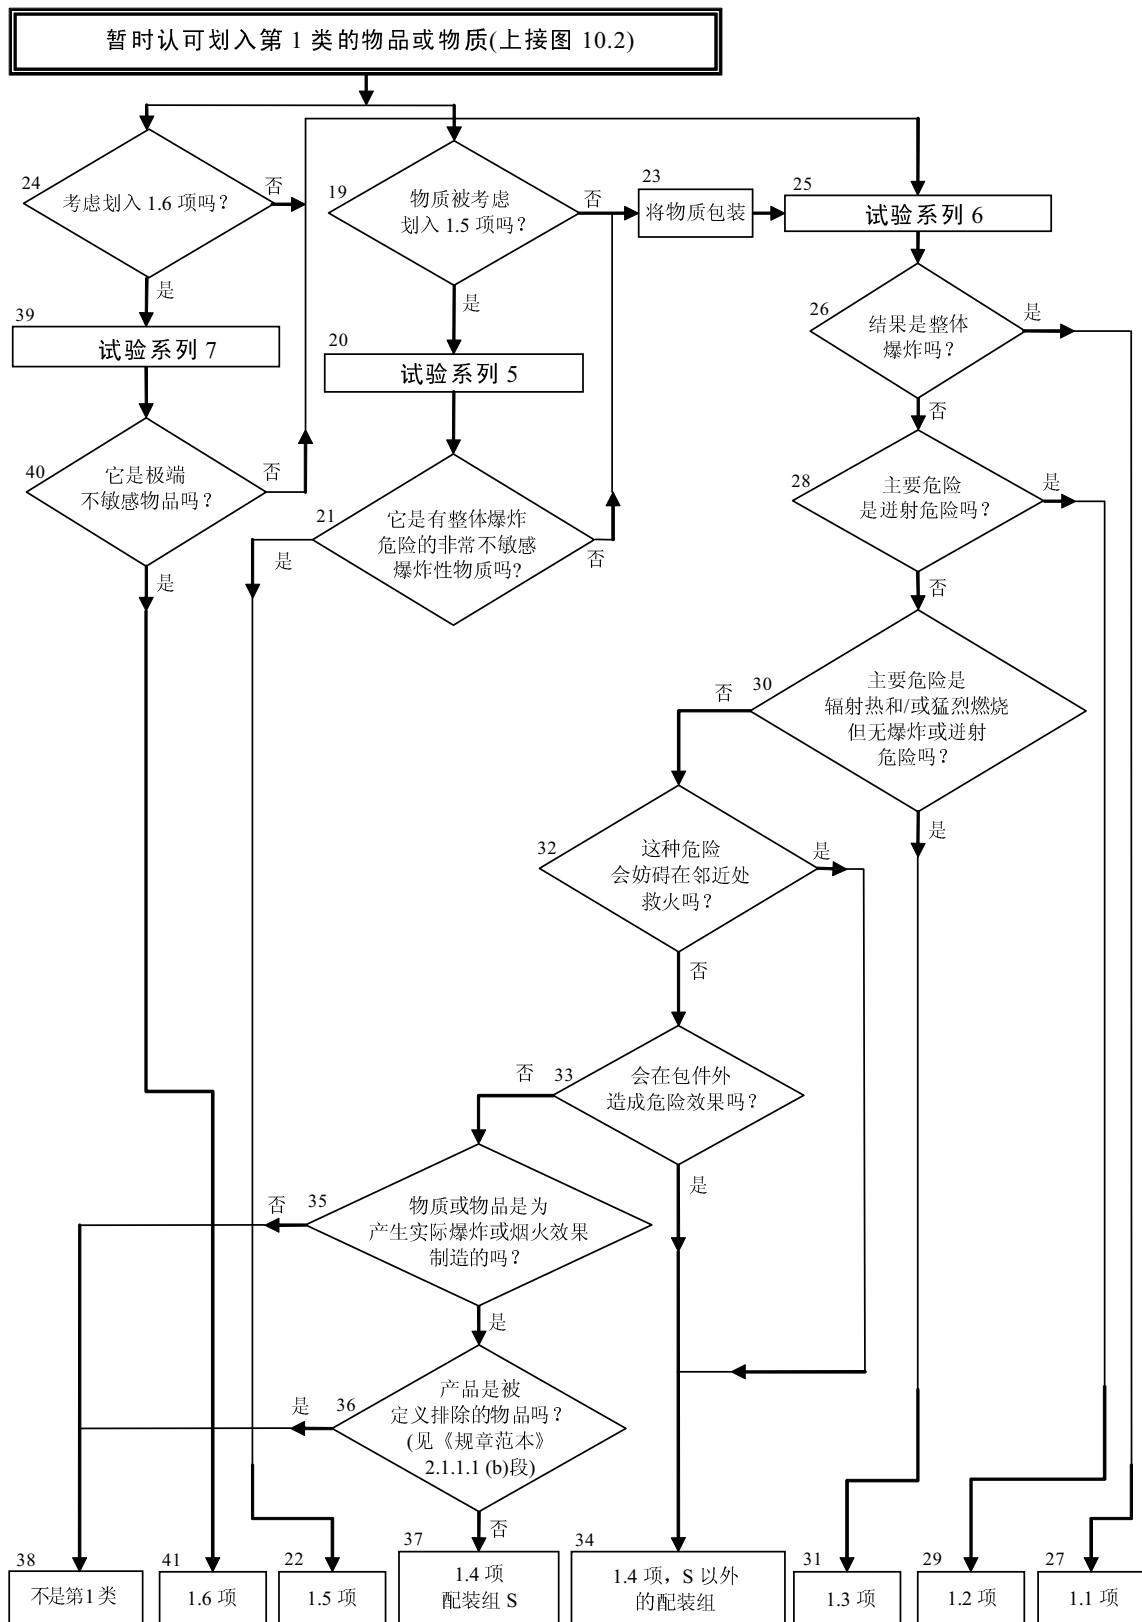 暂时认可划入第 1 类的物品或物质(上接图 10.2)
24
考虑划入 1.6 项吗？
否
是
19
物质被考虑
划入 1.5 项吗？
否
是
23
将物质包装
25
试验系列 6
39
试验系列 7
20
试验系列 5
26
结果是整体
爆炸吗？
是
否
40
它是极端
不敏感物品吗？
否
是
21
它是有整体爆炸
危险的非常不敏感
爆炸性物质吗?
是
否
28
主要危险
是迸射危险吗？
是
否
30
主要危险是
辐射热和/或猛烈燃烧
但无爆炸或迸射
危险吗？
否
是
32
这种危险
会妨碍在邻近处
救火吗？
是
否
33
会在包件外
造成危险效果吗？
否
是
35
物质或物品是为
产生实际爆炸或烟火效果
制造的吗？
否
是
36
产品是被
定义排除的物品吗？
(见《规章范本》
2.1.1.1 (b)段)
是
否
38
不是第1 类
41
1.6 项
22
1.5 项
37
1.4 项
配装组 S
34
1.4 项，S 以外
的配装组
31
1.3 项
29
1.2 项
27
1.1 项